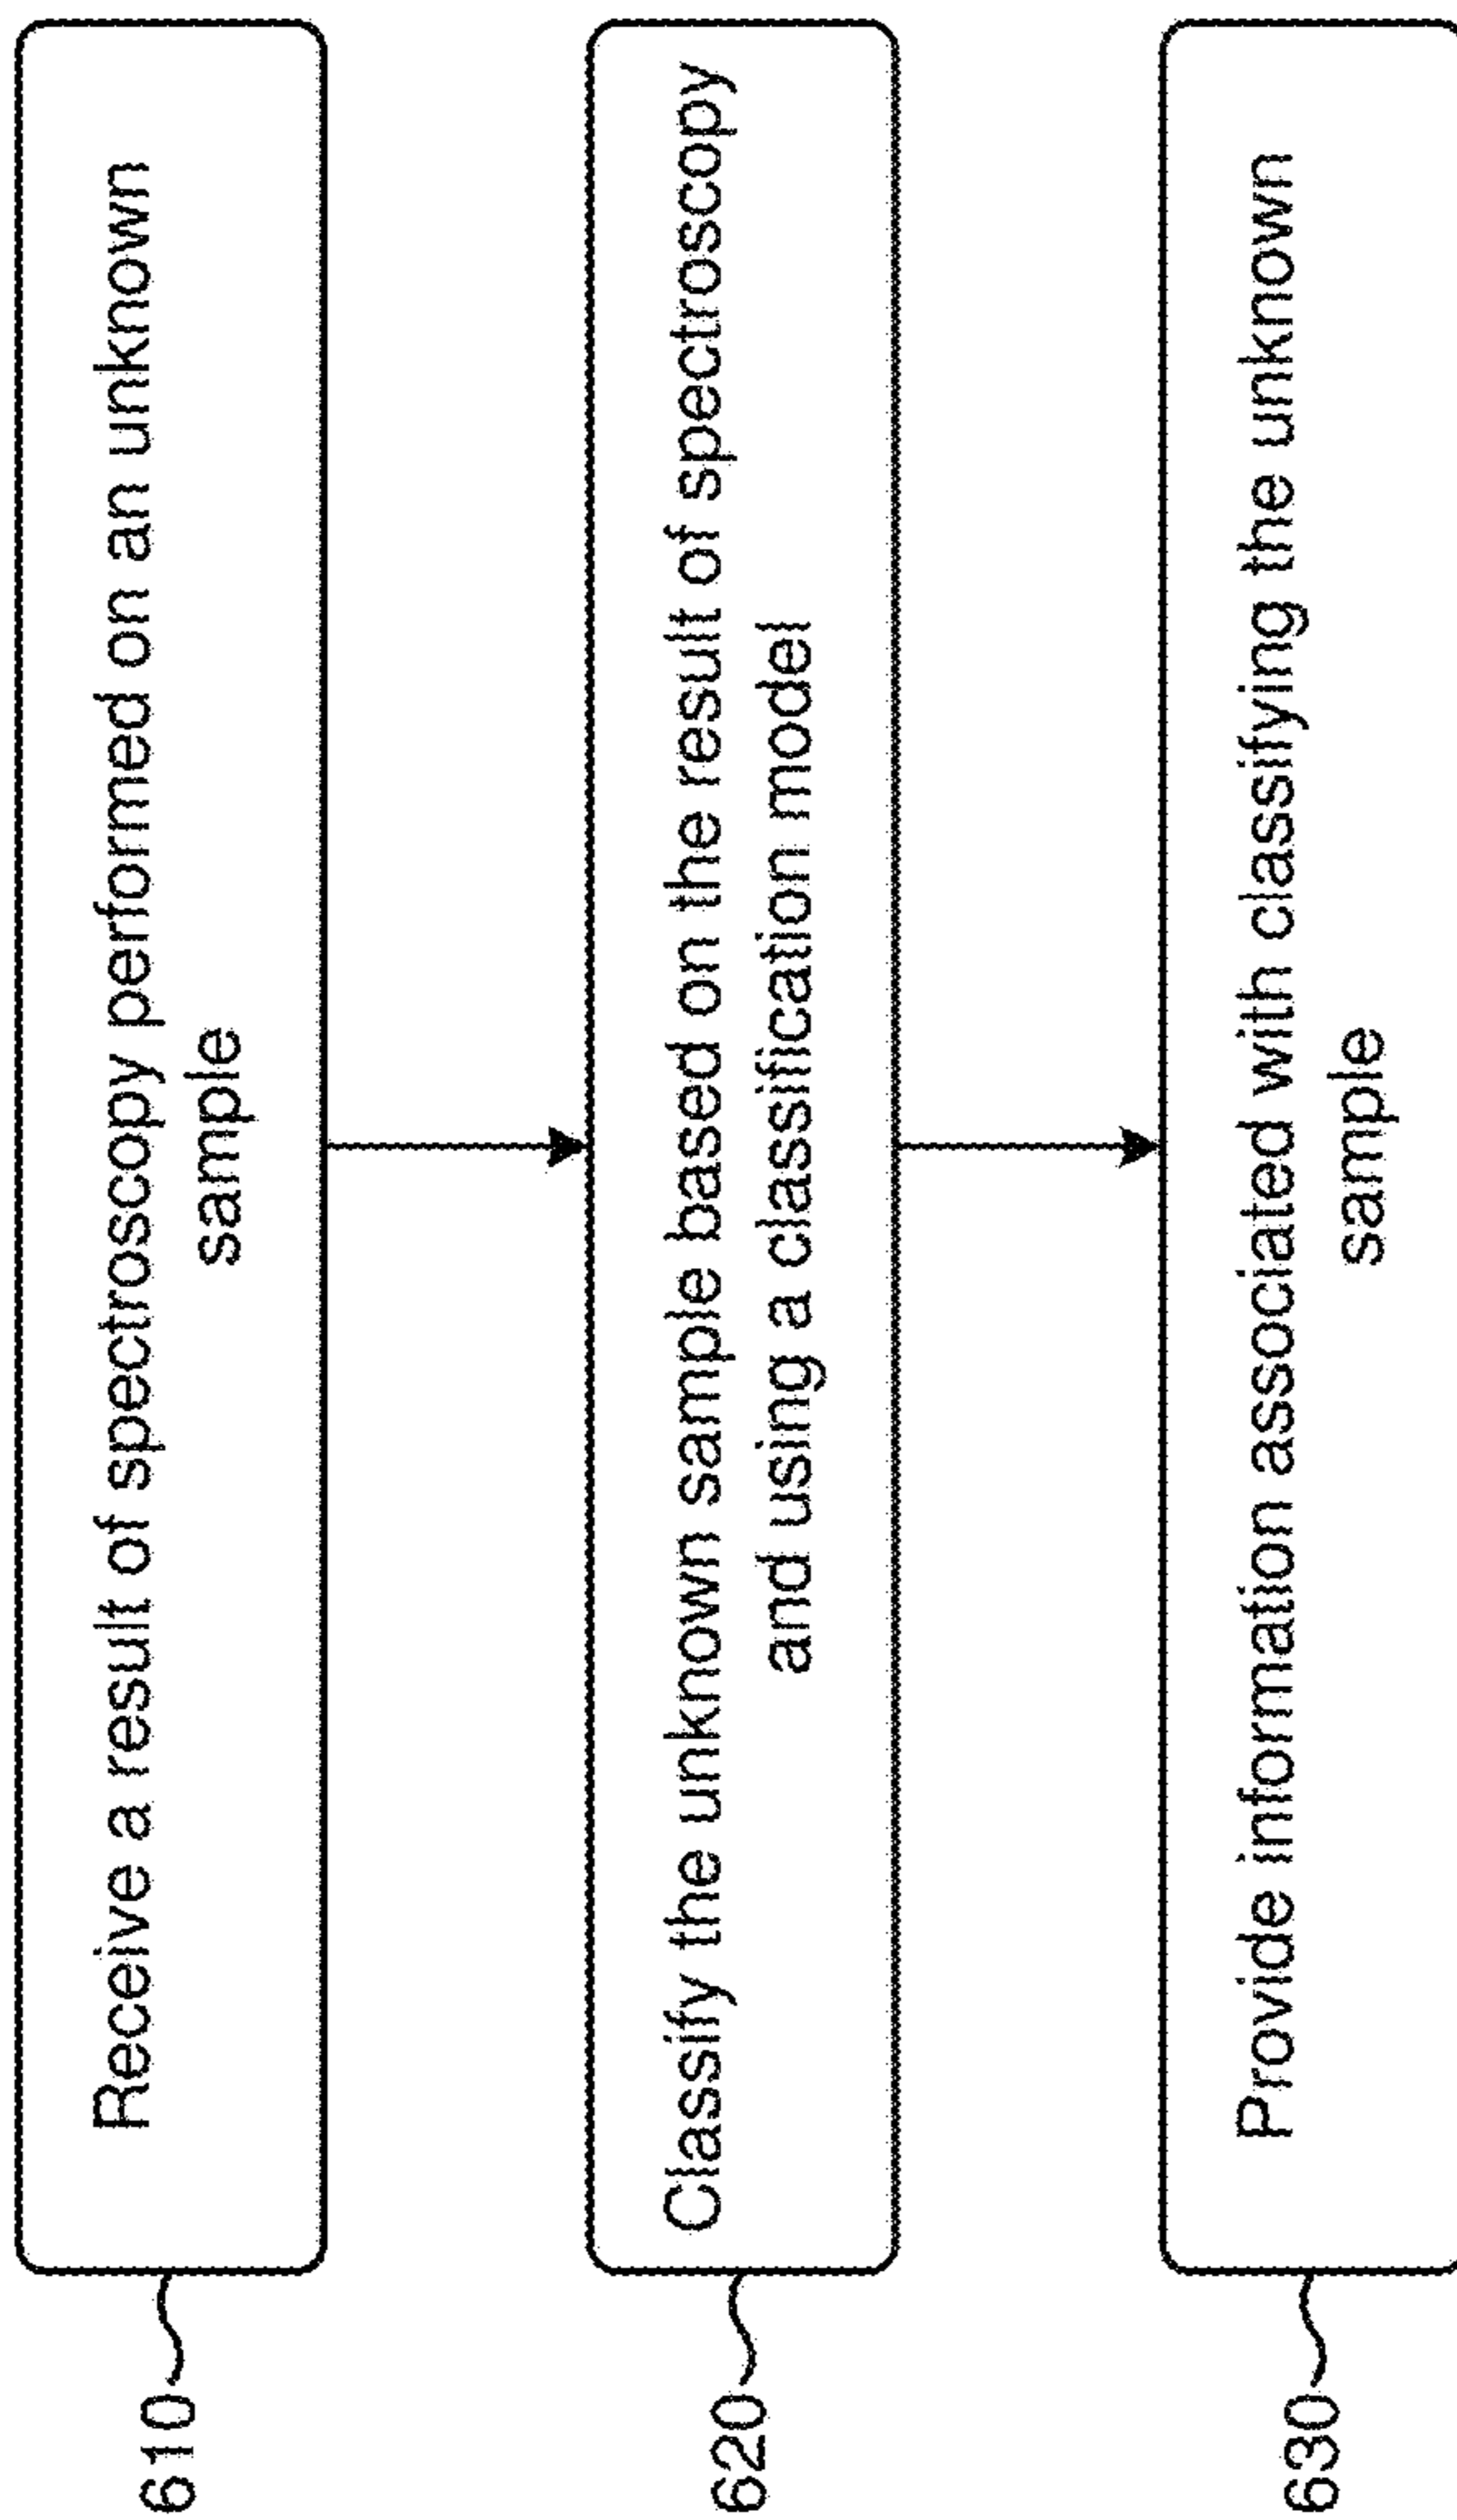 610
Receive a result of spectroscopy performed on an unknown
sample
620
Classify the unknown sample based on the result of spectroscopy
and using a classification model
630
Provide information associated with classifying the unknown
sample